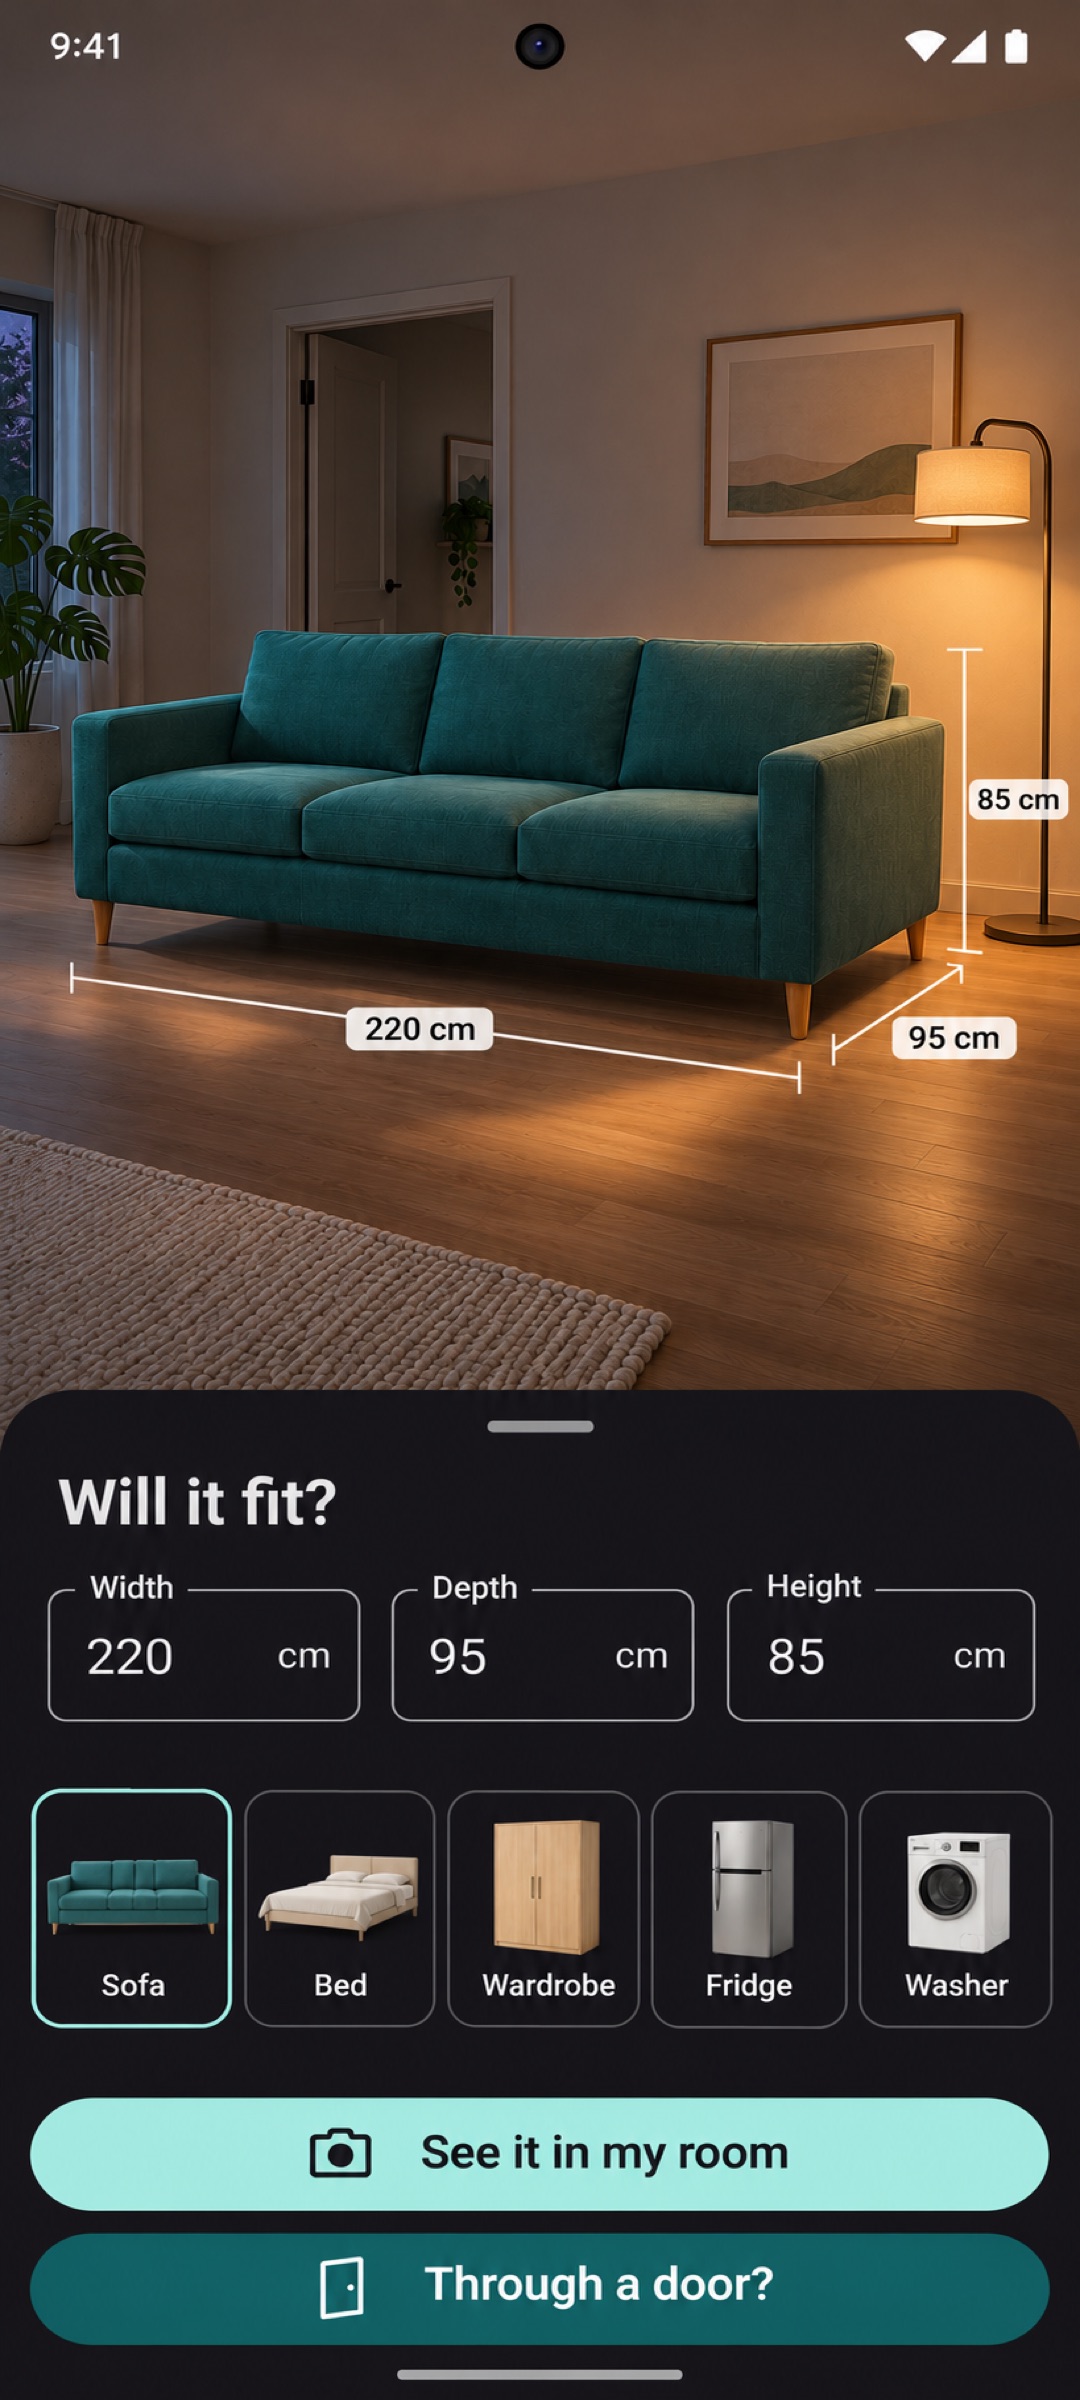 9:41
85 cm
220 cm
95 cm
Will it fit?
Width
Depth
Height
220 cm
95 cm
85 cm
Sofa
Bed
Wardrobe
Fridge
Washer
See it in my room
Through a door?